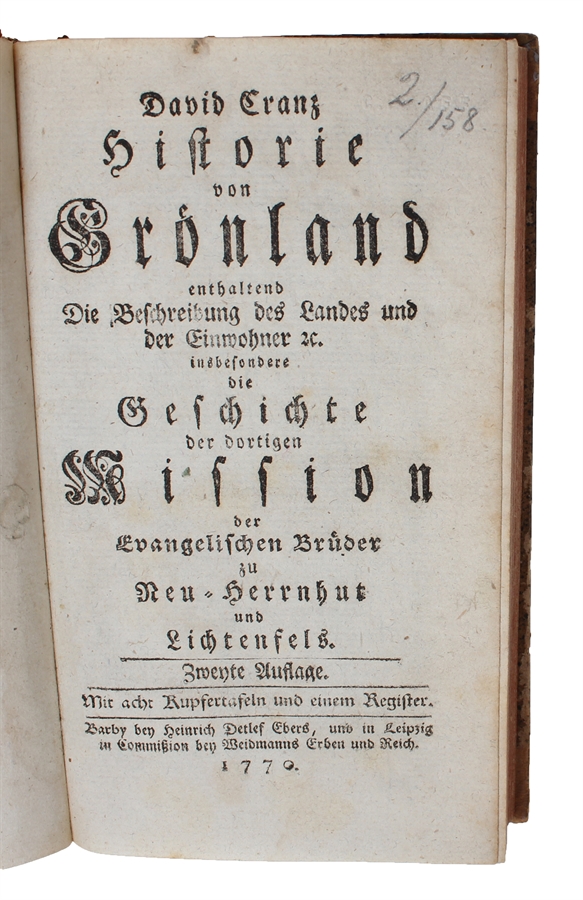 2/158
David Cranz
Historie
von
Grönland
enthaltend
Die Beschreibung des Landes und
der Einwohner ꝛc.
insbesondere
die
Geschichte
der dortigen
Mission
der
Evangelischen Brüder
zu
Neu-Herrnhut
und
Lichtenfels.
Zweyte Auflage.
Mit acht Kupfertafeln und einem Register.
Barby bey Heinrich Detlef Ebers, und in Leipzig
in Commißion bey Weidmanns Erben und Reich.
1770.